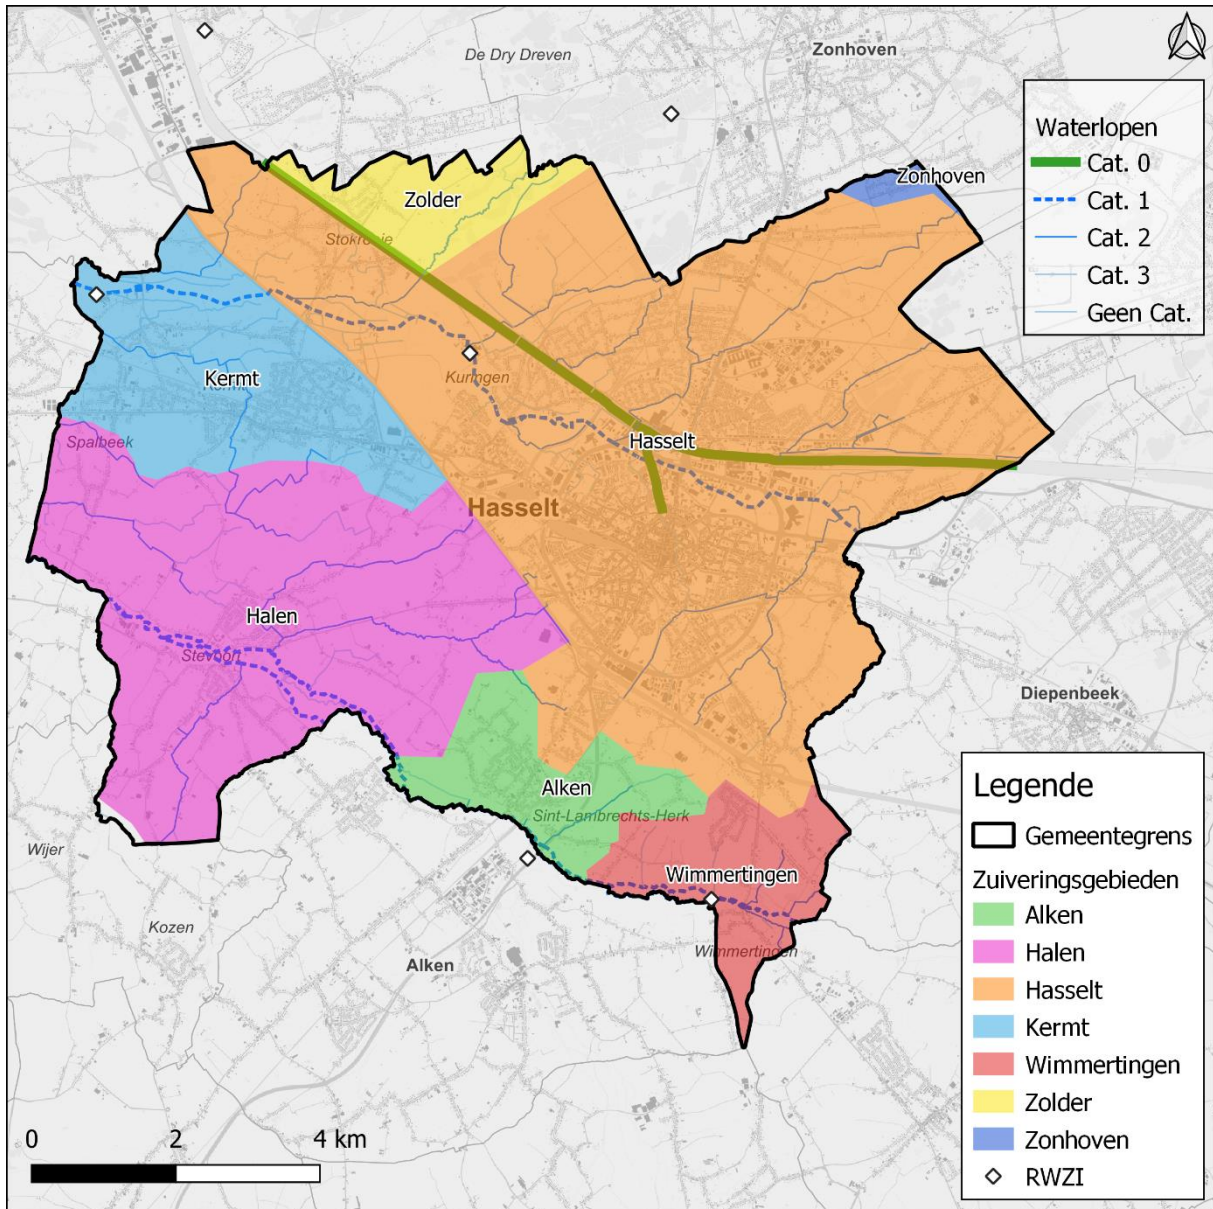 De Dry Dreven
Zonhoven
Waterlopen
Cat. 0
Cat. 1
Cat. 2
Cat. 3
Geen Cat.
Zonhoven
Zolder
Stokrooie
Kermt
Kuringen
Spalbeek
Hasselt
Hasselt
Halen
Stevoort
Diepenbeek
Alken
Sint-Lambrechts-Herk
Wijer
Wimmertingen
Kozen
Alken
Wimmertingen
Legende
Gemeentegrens
Zuiveringsgebieden
Alken
Halen
Hasselt
Kermt
Wimmertingen
Zolder
Zonhoven
RWZI
0 2 4 km